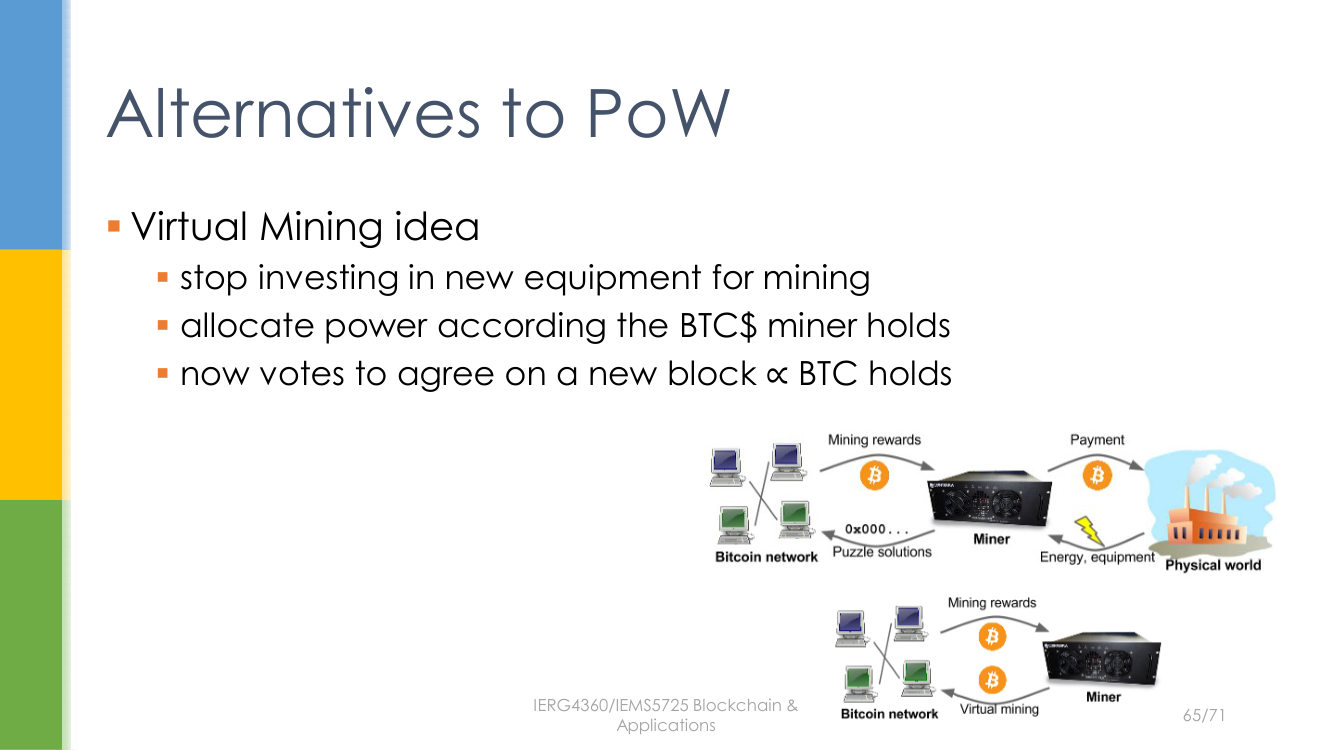 Alternatives to PoW
Virtual Mining idea
stop investing in new equipment for mining
allocate power according the BTC$ miner holds
now votes to agree on a new block ∝ BTC holds
Mining rewards
Payment
0x000...
Puzzle solutions
Bitcoin network
Miner
Energy, equipment
Physical world
Mining rewards
Virtual mining
Bitcoin network
Miner
IERG4360/IEMS5725 Blockchain &
Applications
65/71